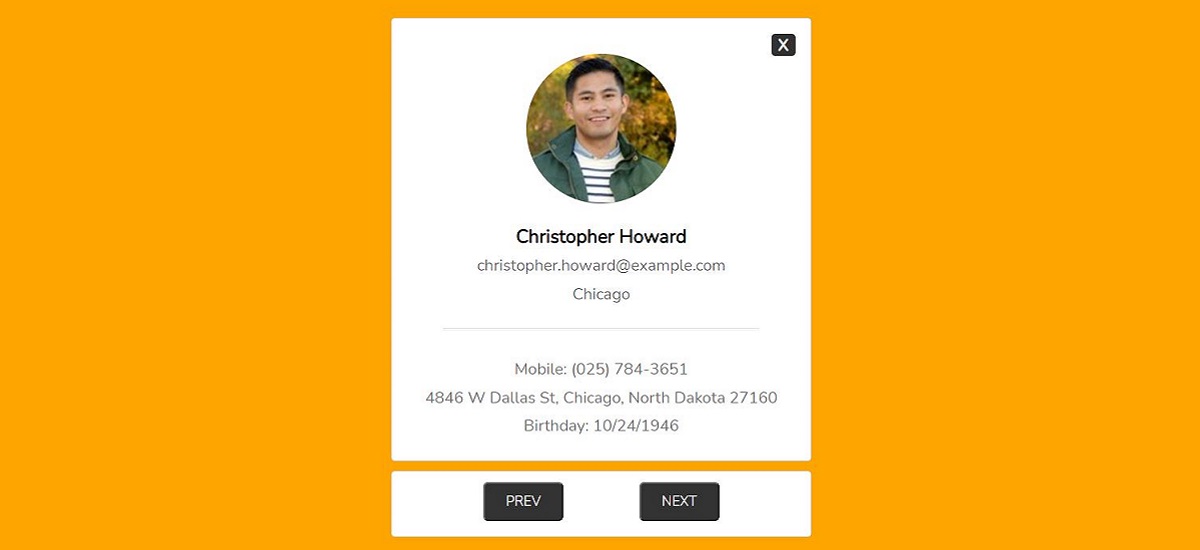 X
Christopher Howard
christopher.howard@example.com
Chicago
Mobile: (025) 784-3651
4846 W Dallas St, Chicago, North Dakota 27160
Birthday: 10/24/1946
PREV
NEXT